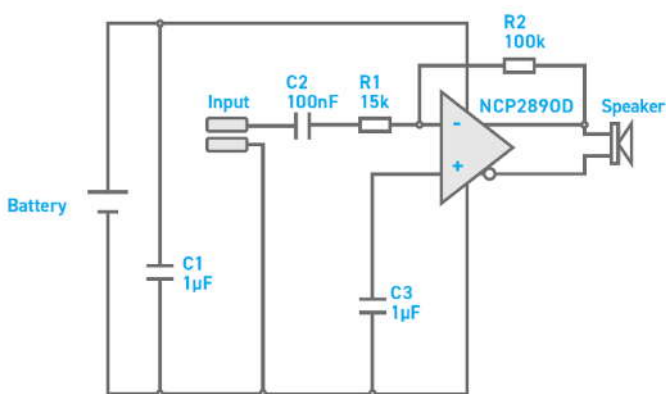 R2
100k
C2
100nF
R1
15k
Input
NCP2890D
Speaker
-
+
Battery
C1
1µF
C3
1µF